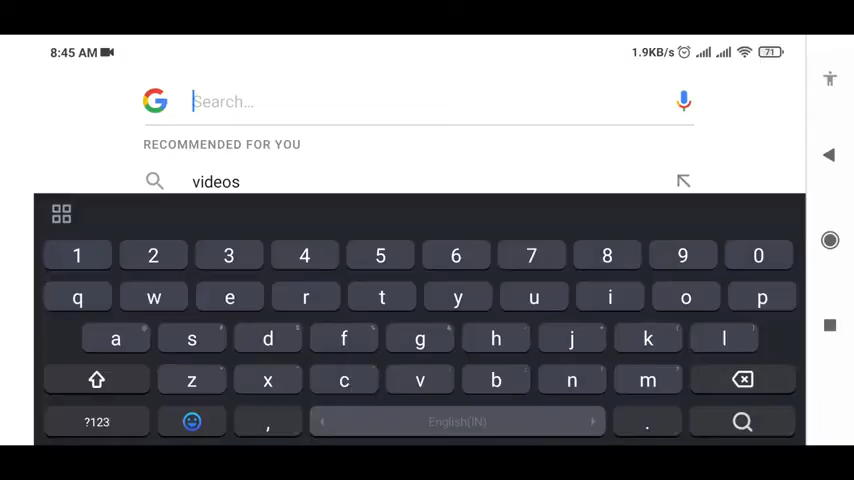 8:45 AM
1.9KB/s
71
Search...
RECOMMENDED FOR YOU
videos
1 2 3 4 5 6 7 8 9 0
q w e r t y u i o p
a s d f g h j k l
z x c v b n m
?123 , English(IN) .